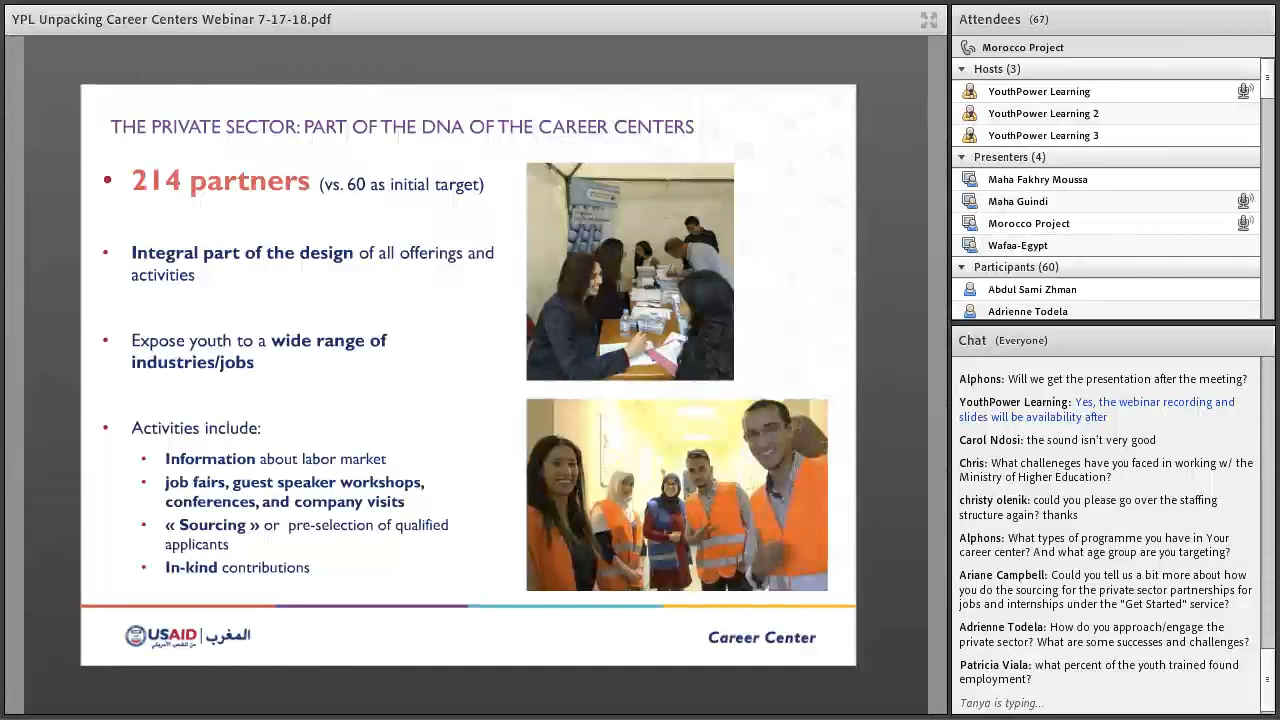 YPL Unpacking Career Centers Webinar 7-17-18.pdf
THE PRIVATE SECTOR: PART OF THE DNA OF THE CAREER CENTERS
• 214 partners (vs. 60 as initial target)
• Integral part of the design of all offerings and
activities
• Expose youth to a wide range of
industries/jobs
• Activities include:
• Information about labor market
• job fairs, guest speaker workshops,
conferences, and company visits
• « Sourcing » or pre-selection of qualified
applicants
• In-kind contributions
USAID | المغرب
من الشعب الأمريكي
Career Center
Attendees (67)
Morocco Project
Hosts (3)
YouthPower Learning
YouthPower Learning 2
YouthPower Learning 3
Presenters (4)
Maha Fakhry Moussa
Maha Guindi
Morocco Project
Wafaa-Egypt
Participants (60)
Abdul Sami Zhman
Adrienne Todela
Chat (Everyone)
Alphons: Will we get the presentation after the meeting?
YouthPower Learning: Yes, the webinar recording and
slides will be availability after
Carol Ndosi: the sound isn't very good
Chris: What challeneges have you faced in working w/ the
Ministry of Higher Education?
christy olenik: could you please go over the staffing
structure again? thanks
Alphons: What types of programme you have in Your
career center? And what age group are you targeting?
Ariane Campbell: Could you tell us a bit more about how
you do the sourcing for the private sector partnerships for
jobs and internships under the "Get Started" service?
Adrienne Todela: How do you approach/engage the
private sector? What are some successes and challenges?
Patricia Viala: what percent of the youth trained found
employment?
Tanya is typing...